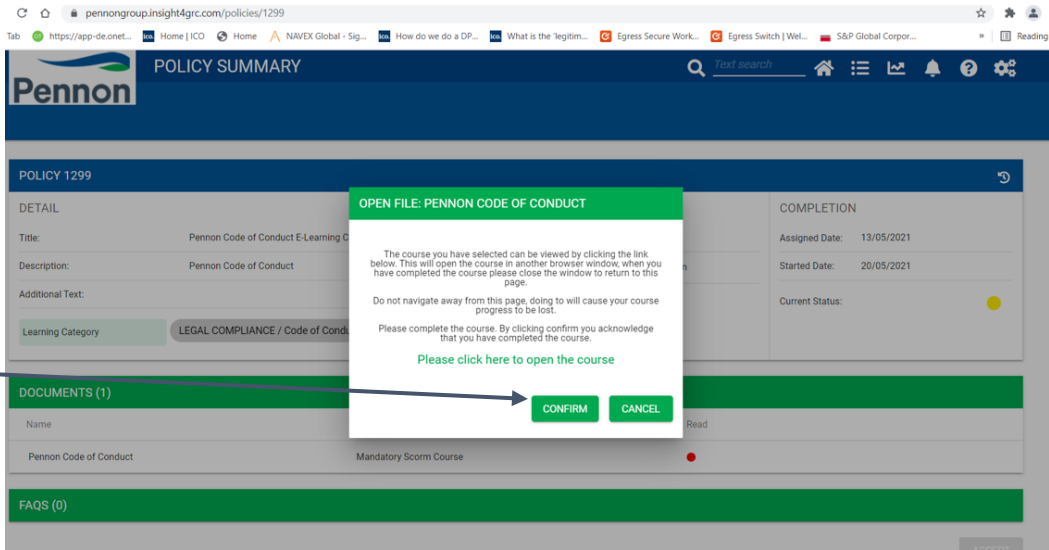 pennongroup.insight4grc.com/policies/1299
Tab https://app-de.onet... ico. Home | ICO Home NAVEX Global - Sig... ico. How do we do a DP... ico. What is the 'legitim... Egress Secure Work... Egress Switch | Wel... S&P Global Corpor... » Reading
Pennon
POLICY SUMMARY
Text search
POLICY 1299
DETAIL
COMPLETION
Title: Pennon Code of Conduct E-Learning C
Assigned Date: 13/05/2021
Description: Pennon Code of Conduct
n
Started Date: 20/05/2021
Additional Text:
Current Status:
Learning Category LEGAL COMPLIANCE / Code of Condu
OPEN FILE: PENNON CODE OF CONDUCT
The course you have selected can be viewed by clicking the link
below. This will open the course in another browser window, when you
have completed the course please close the window to return to this
page.
Do not navigate away from this page, doing to will cause your course
progress to be lost.
Please complete the course. By clicking confirm you acknowledge
that you have completed the course.
Please click here to open the course
CONFIRM CANCEL
DOCUMENTS (1)
Name Read
Pennon Code of Conduct Mandatory Scorm Course
FAQS (0)
ACCEPT